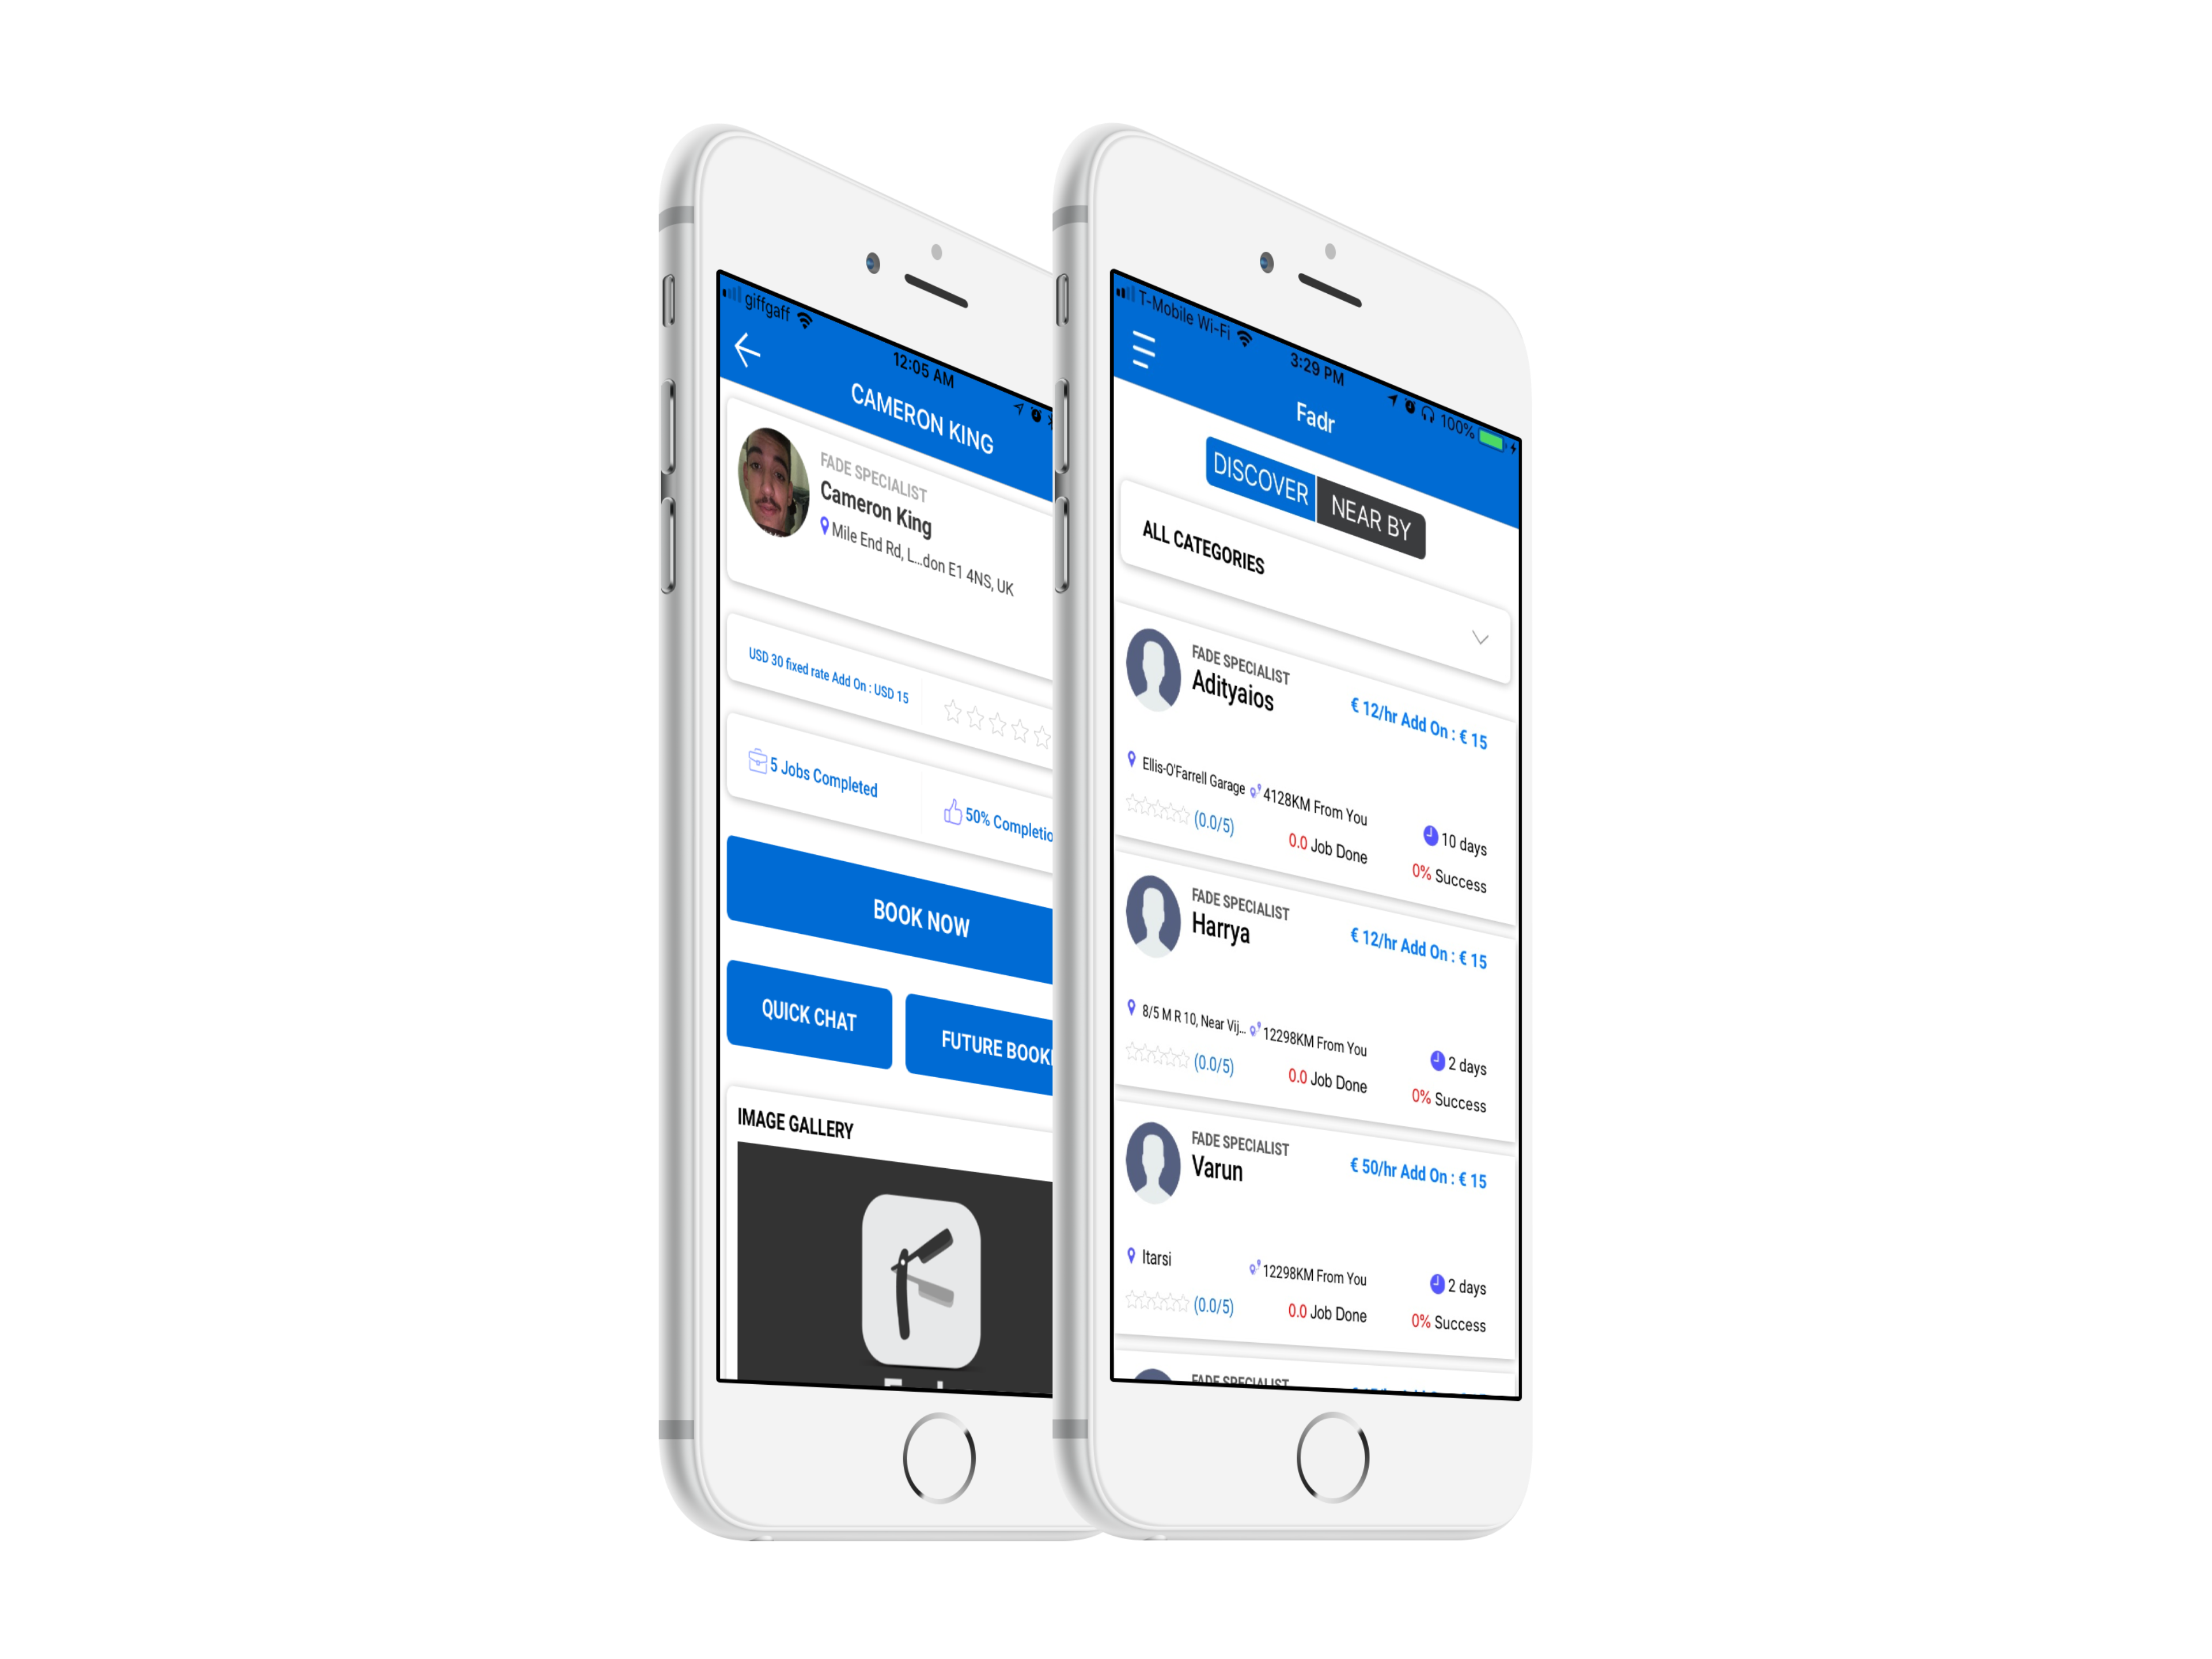 giffgaff
12:05 AM
CAMERON KING
FADE SPECIALIST
Cameron King
Mile End Rd, L...don E1 4NS, UK
USD 30 fixed rate Add On : USD 15
5 Jobs Completed
50% Completio
BOOK NOW
QUICK CHAT
FUTURE BOOK
IMAGE GALLERY
T-Mobile Wi-Fi
3:29 PM
100%
Fadr
DISCOVER
NEAR BY
ALL CATEGORIES
FADE SPECIALIST
Adityaios
€ 12/hr Add On : € 15
Ellis-O'Farrell Garage
4128KM From You
10 days
(0.0/5)
0.0 Job Done
0% Success
FADE SPECIALIST
Harrya
€ 12/hr Add On : € 15
8/5 M R 10, Near Vij...
12298KM From You
2 days
(0.0/5)
0.0 Job Done
0% Success
FADE SPECIALIST
Varun
€ 50/hr Add On : € 15
Itarsi
12298KM From You
2 days
(0.0/5)
0.0 Job Done
0% Success
FADE SPECIALIST